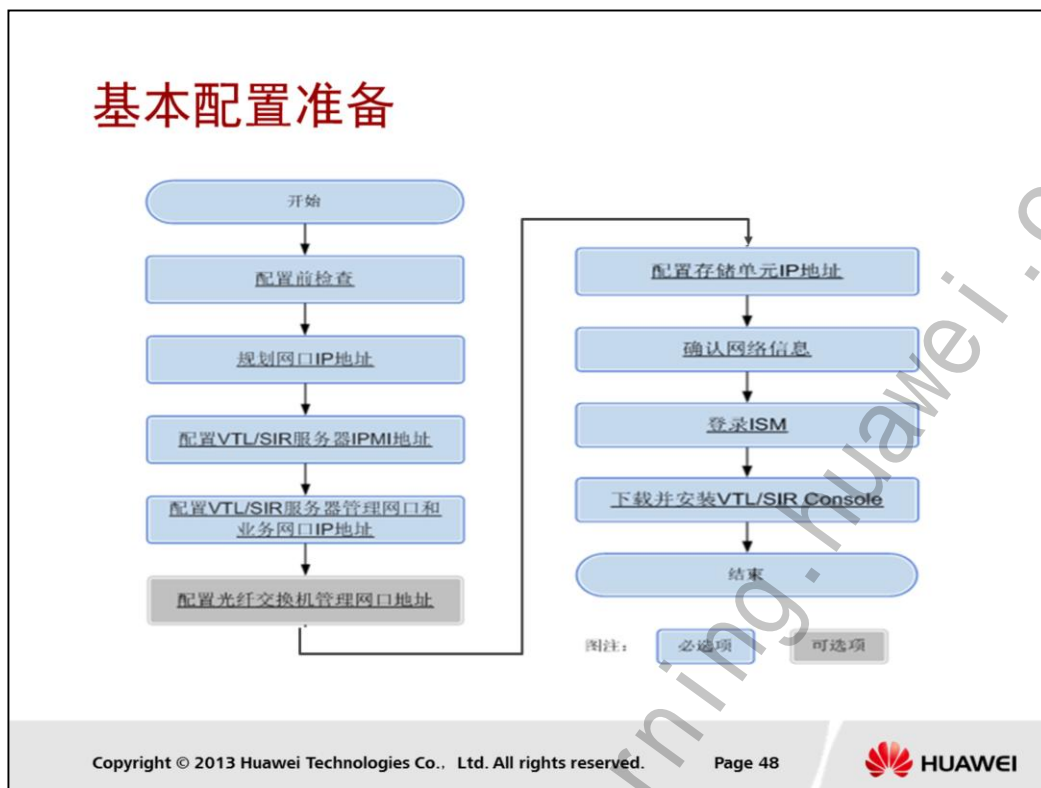 基本配置准备
开始
配置前检查
规划网口IP地址
配置VTL/SIR服务器IPMI地址
配置VTL/SIR服务器管理网口和
业务网口IP地址
配置光纤交换机管理网口地址
配置存储单元IP地址
确认网络信息
登录ISM
下载并安装VTL/SIR Console
结束
图注：
必选项
可选项
rning.huawei.c
Copyright © 2013 Huawei Technologies Co.，Ltd. All rights reserved.
Page 48
HUAWEI